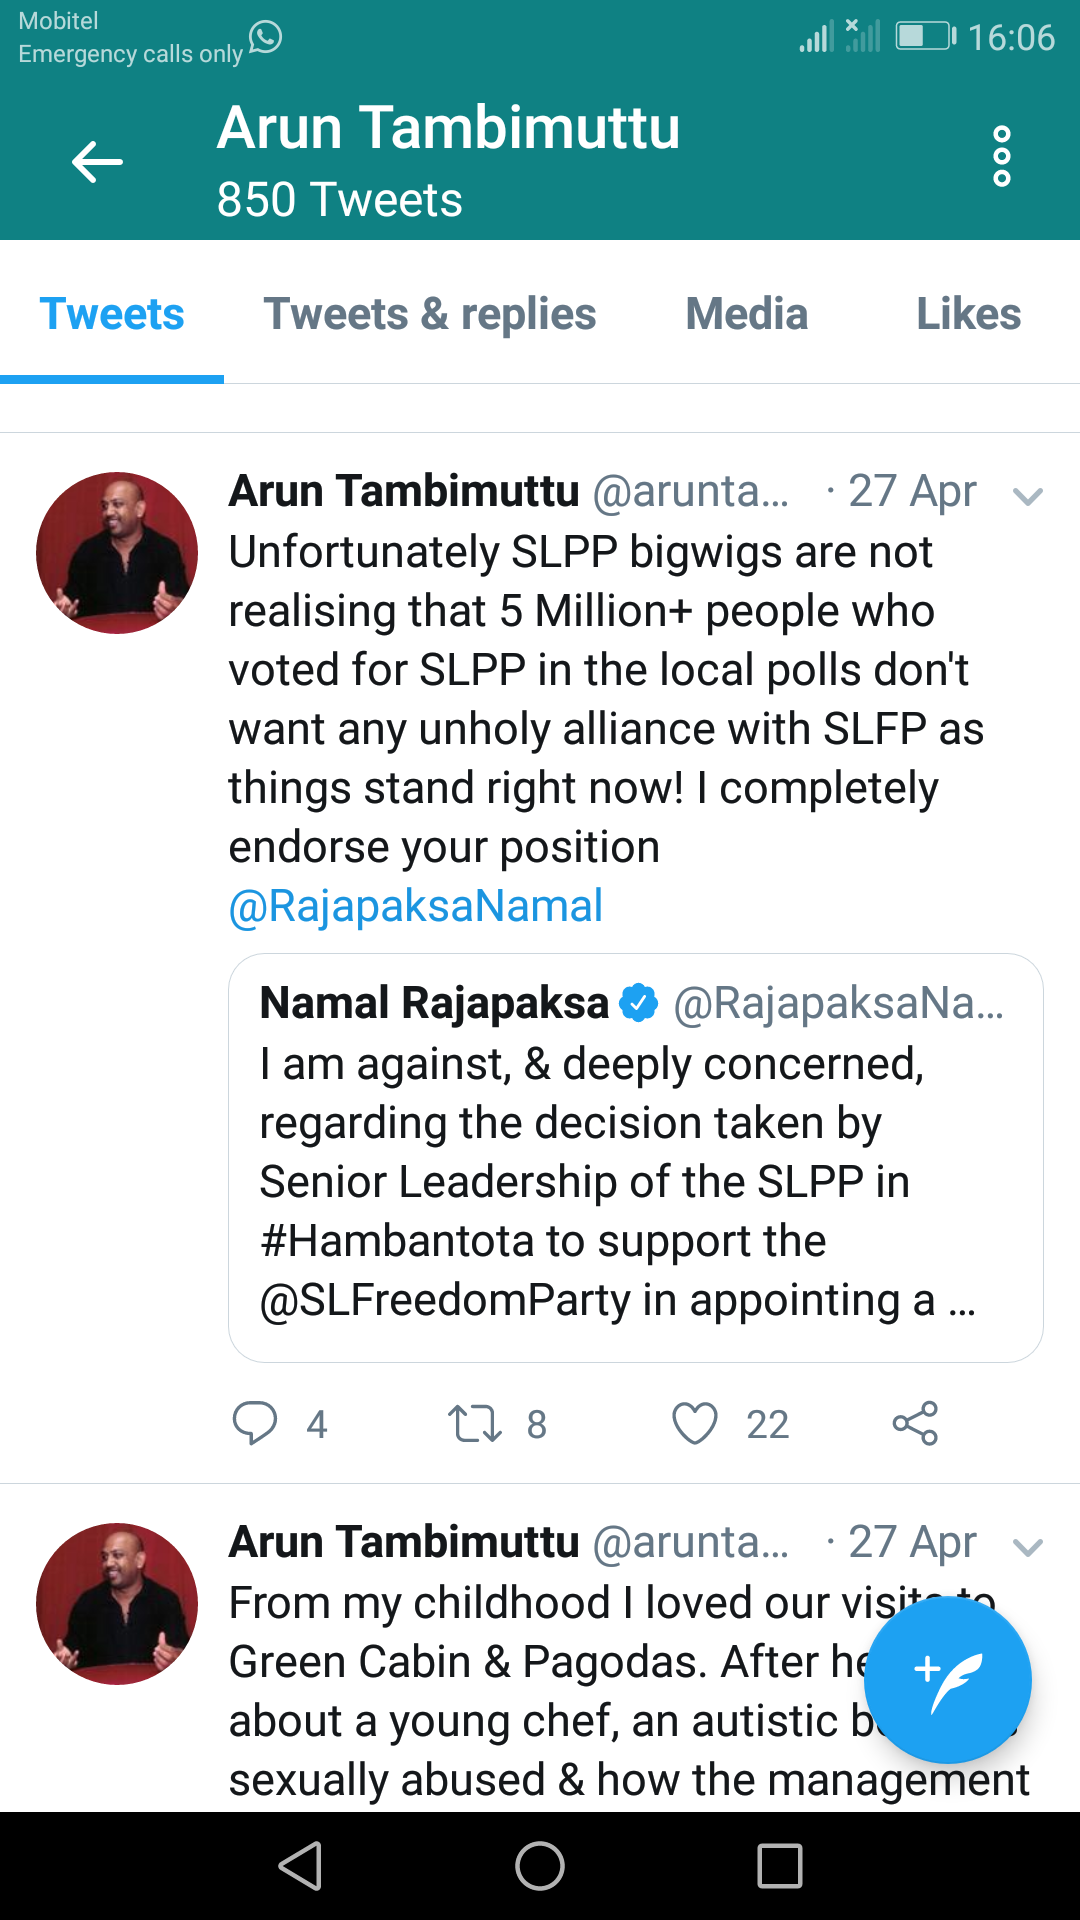 Mobitel
Emergency calls only
16:06
Arun Tambimuttu
850 Tweets
Tweets Tweets & replies Media Likes
Arun Tambimuttu @arunta... · 27 Apr
Unfortunately SLPP bigwigs are not
realising that 5 Million+ people who
voted for SLPP in the local polls don't
want any unholy alliance with SLFP as
things stand right now! I completely
endorse your position
@RajapaksaNamal
Namal Rajapaksa @RajapaksaNa...
I am against, & deeply concerned,
regarding the decision taken by
Senior Leadership of the SLPP in
#Hambantota to support the
@SLFreedomParty in appointing a ...
4 8 22
Arun Tambimuttu @arunta... · 27 Apr
From my childhood I loved our visits to
Green Cabin & Pagodas. After
about a young chef, an autistic
sexually abused & how the management